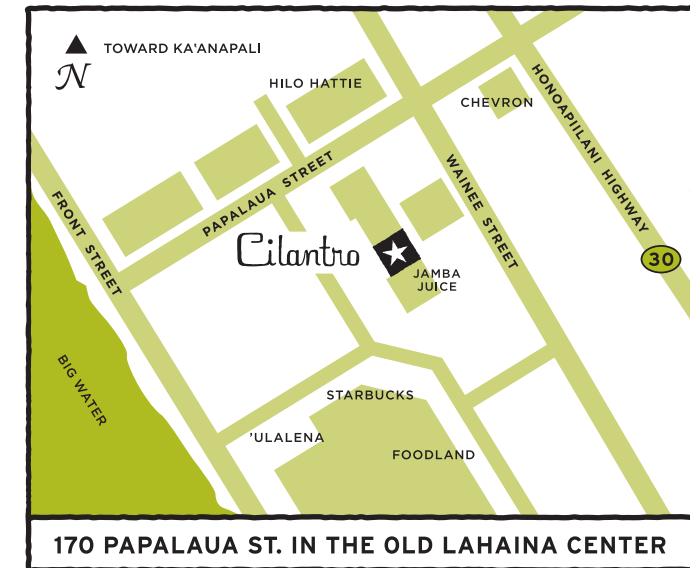 TOWARD KA'ANAPALI
N
HILO HATTIE
CHEVRON
HONOAPIILANI HIGHWAY
PAPALAUA STREET
WAINEE STREET
FRONT STREET
Cilantro
30
JAMBA
JUICE
BIG WATER
STARBUCKS
'ULALENA
FOODLAND
170 PAPALAUA ST. IN THE OLD LAHAINA CENTER